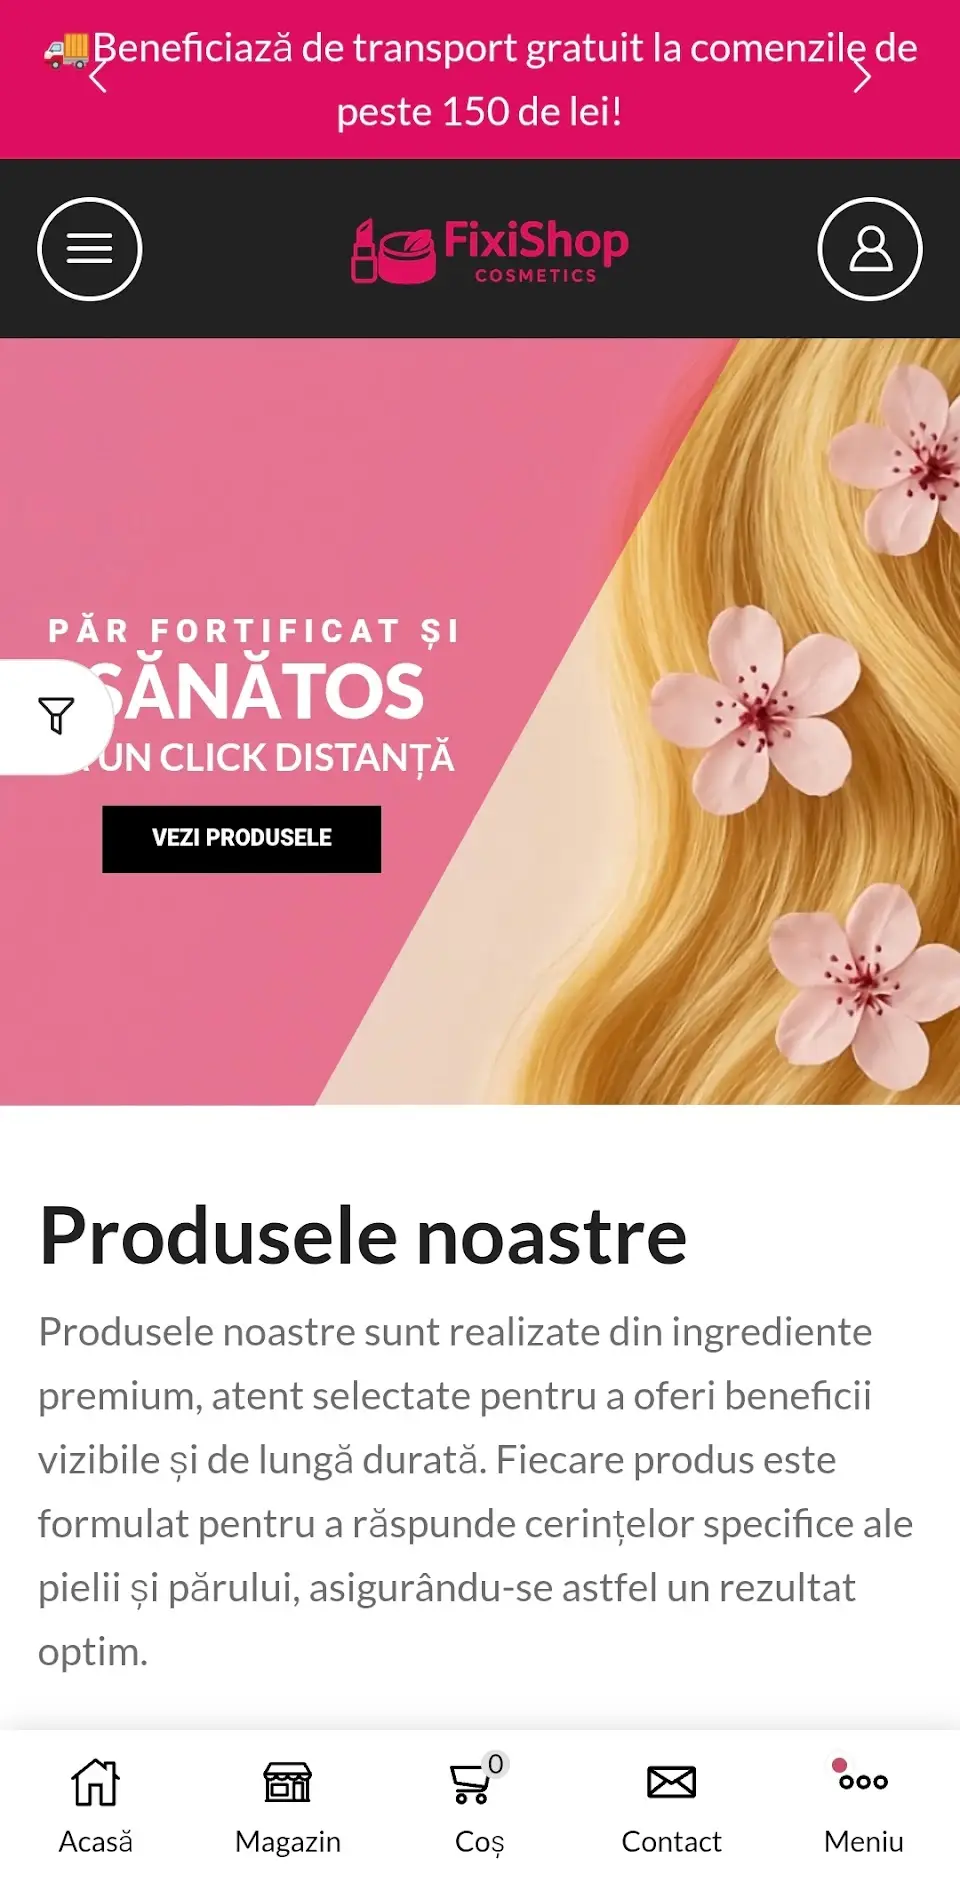 🚚Beneficiază de transport gratuit la comenzile de
peste 150 de lei!
FixiShop
COSMETICS
PĂR FORTIFICAT ȘI
SĂNĂTOS
UN CLICK DISTANȚĂ
VEZI PRODUSELE
Produsele noastre
Produsele noastre sunt realizate din ingrediente
premium, atent selectate pentru a oferi beneficii
vizibile și de lungă durată. Fiecare produs este
formulat pentru a răspunde cerințelor specifice ale
pielii și părului, asigurându-se astfel un rezultat
optim.
0
Acasă
Magazin
Coș
Contact
Meniu